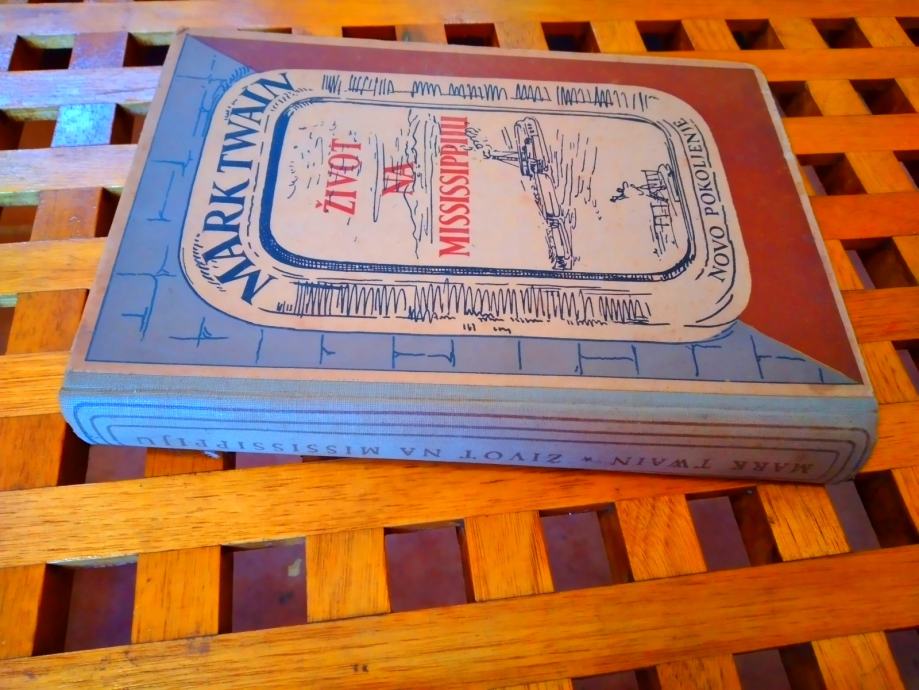 MARK TWAIN
ŽIVOT
NA
MISSISSIPPIJU
NOVO POKOLJENJE
MARK TWAIN * ŽIVOT NA MISSISSIPPIJU